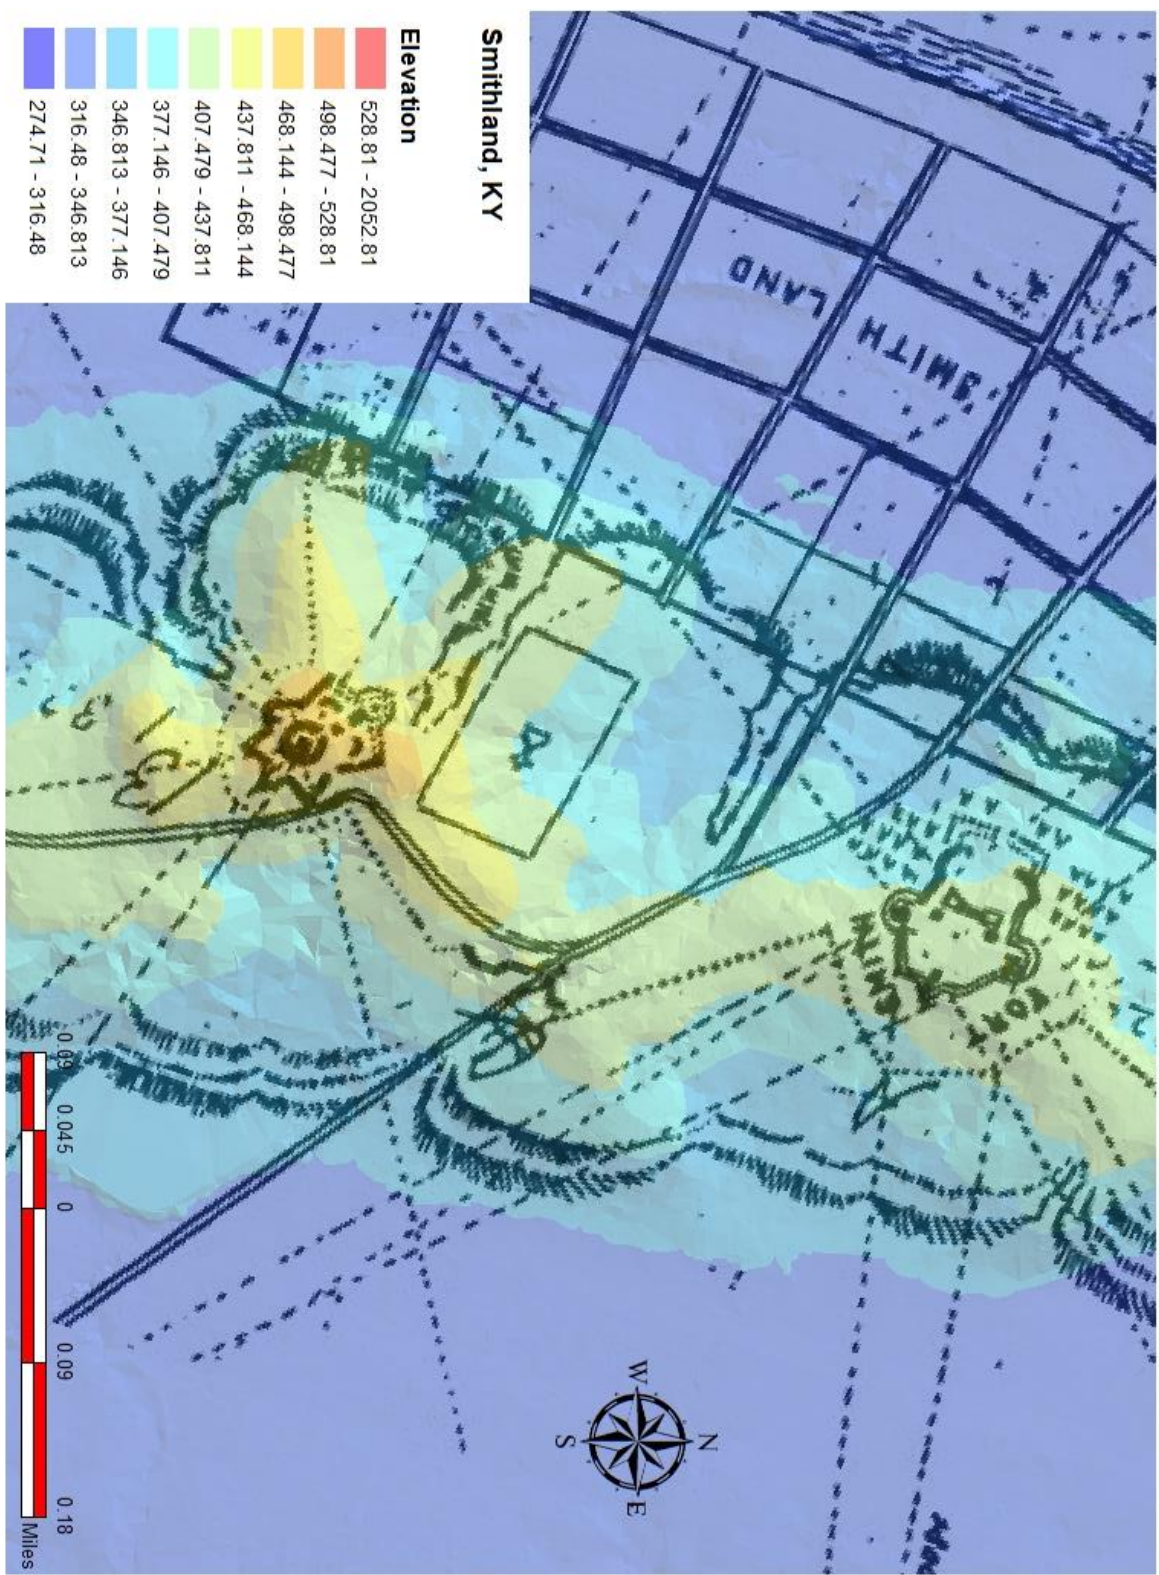 Smithland, KY
Elevation
528.81 - 2052.81
498.477 - 528.81
468.144 - 498.477
437.811 - 468.144
407.479 - 437.811
377.146 - 407.479
346.813 - 377.146
316.48 - 346.813
274.71 - 316.48
SMITH
LAND
A
N
W
E
S
0.09 0.045 0 0.09 0.18
Miles